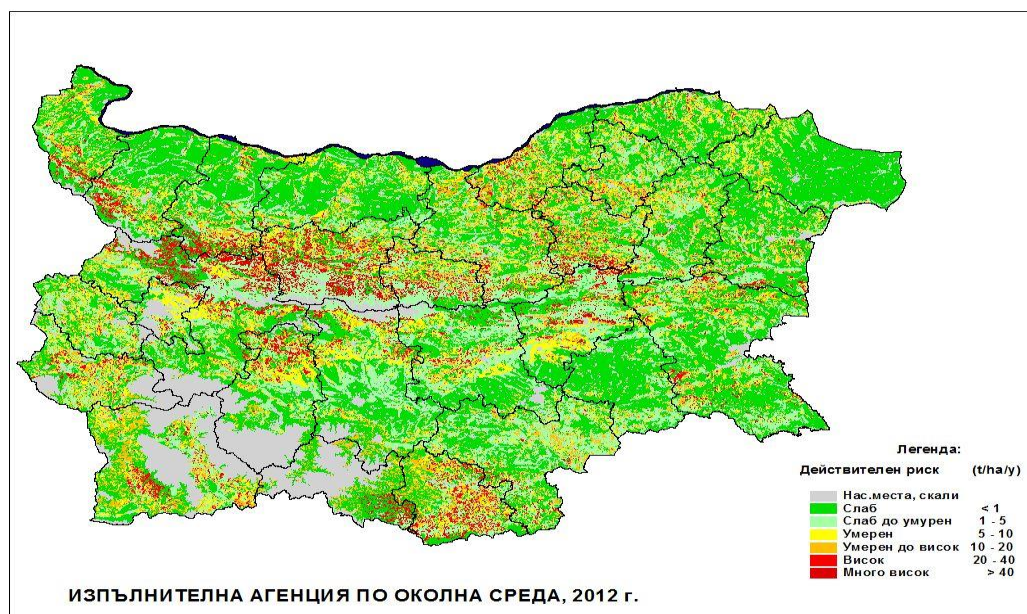 Легенда:
Действителен риск (t/ha/y)
Нас.места, скали
Слаб < 1
Слаб до умурен 1 - 5
Умерен 5 - 10
Умерен до висок 10 - 20
Висок 20 - 40
Много висок > 40
ИЗПЪЛНИТЕЛНА АГЕНЦИЯ ПО ОКОЛНА СРЕДА, 2012 г.